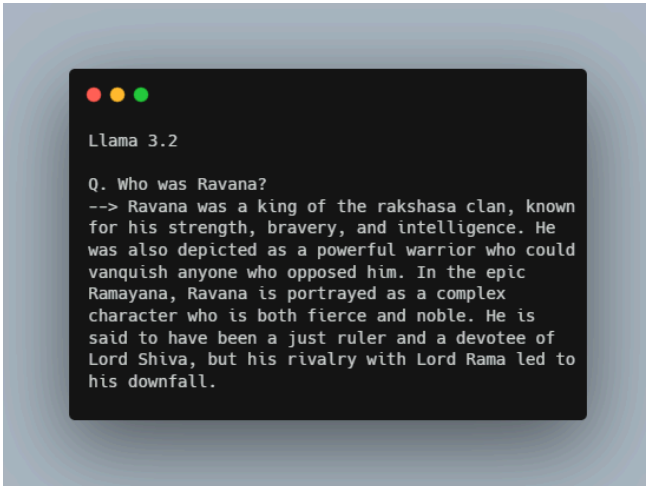 Llama 3.2
Q. Who was Ravana?
--> Ravana was a king of the rakshasa clan, known
for his strength, bravery, and intelligence. He
was also depicted as a powerful warrior who could
vanquish anyone who opposed him. In the epic
Ramayana, Ravana is portrayed as a complex
character who is both fierce and noble. He is
said to have been a just ruler and a devotee of
Lord Shiva, but his rivalry with Lord Rama led to
his downfall.